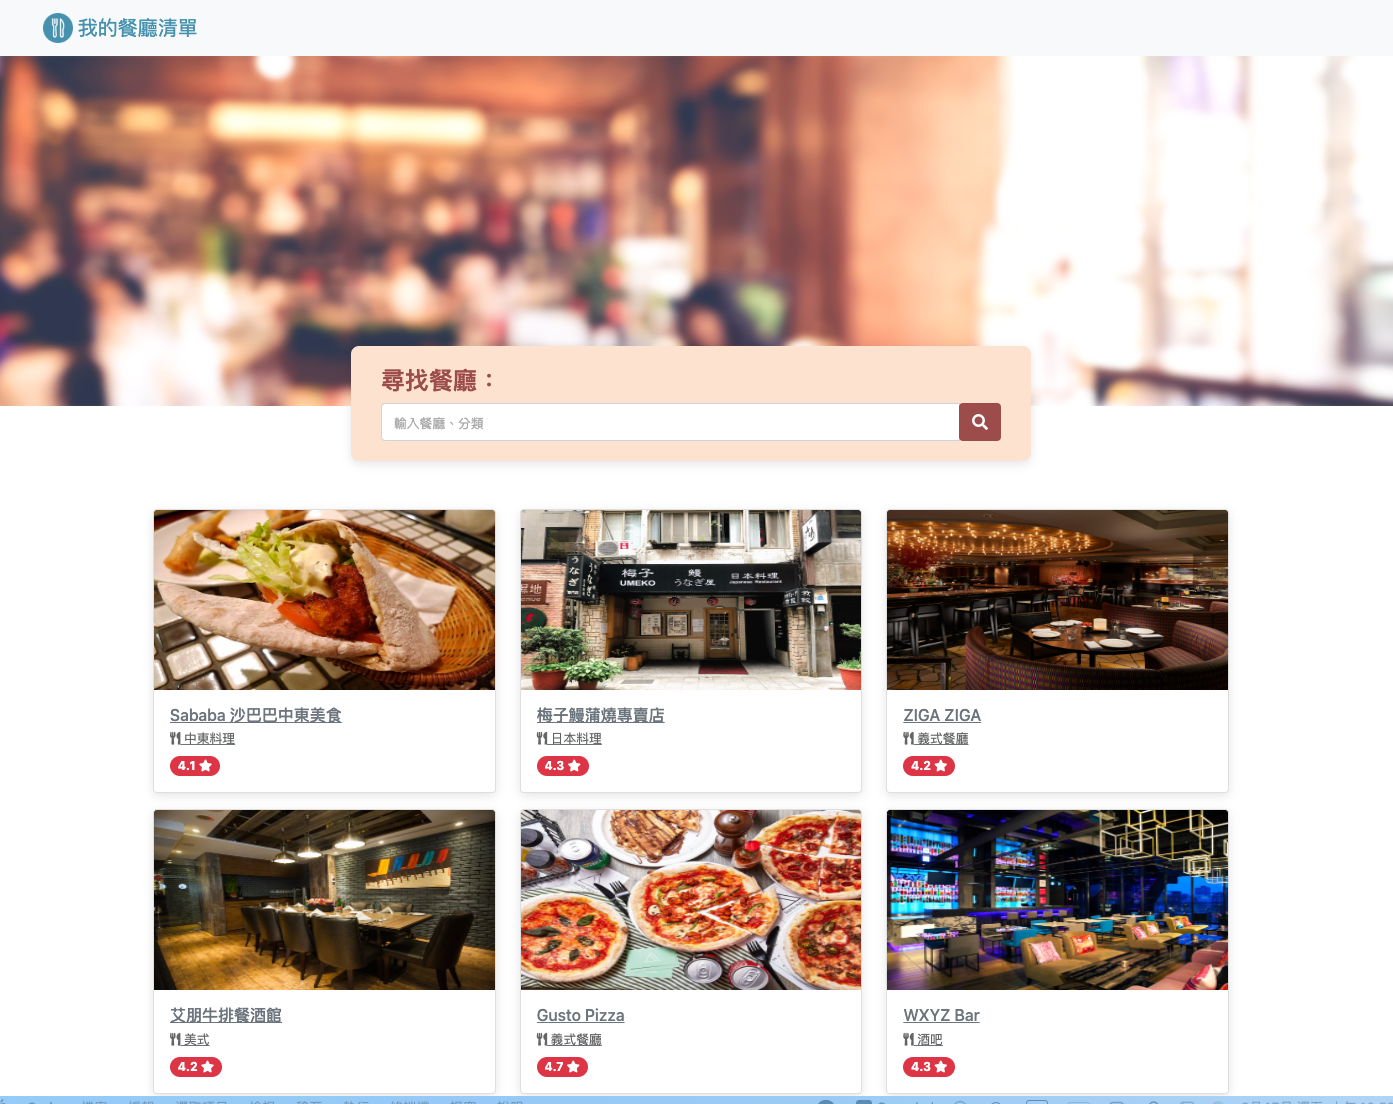 我的餐廳清單
尋找餐廳：
輸入餐廳、分類
梅子
UMEKO
鰻
うなぎ屋
日本料理
Japanese Restaurant
うなぎ
Sababa 沙巴巴中東美食
中東料理
4.1
梅子鰻蒲燒專賣店
日本料理
4.3
ZIGA ZIGA
義式餐廳
4.2
艾朋牛排餐酒館
美式
4.2
Gusto Pizza
義式餐廳
4.7
WXYZ Bar
酒吧
4.3